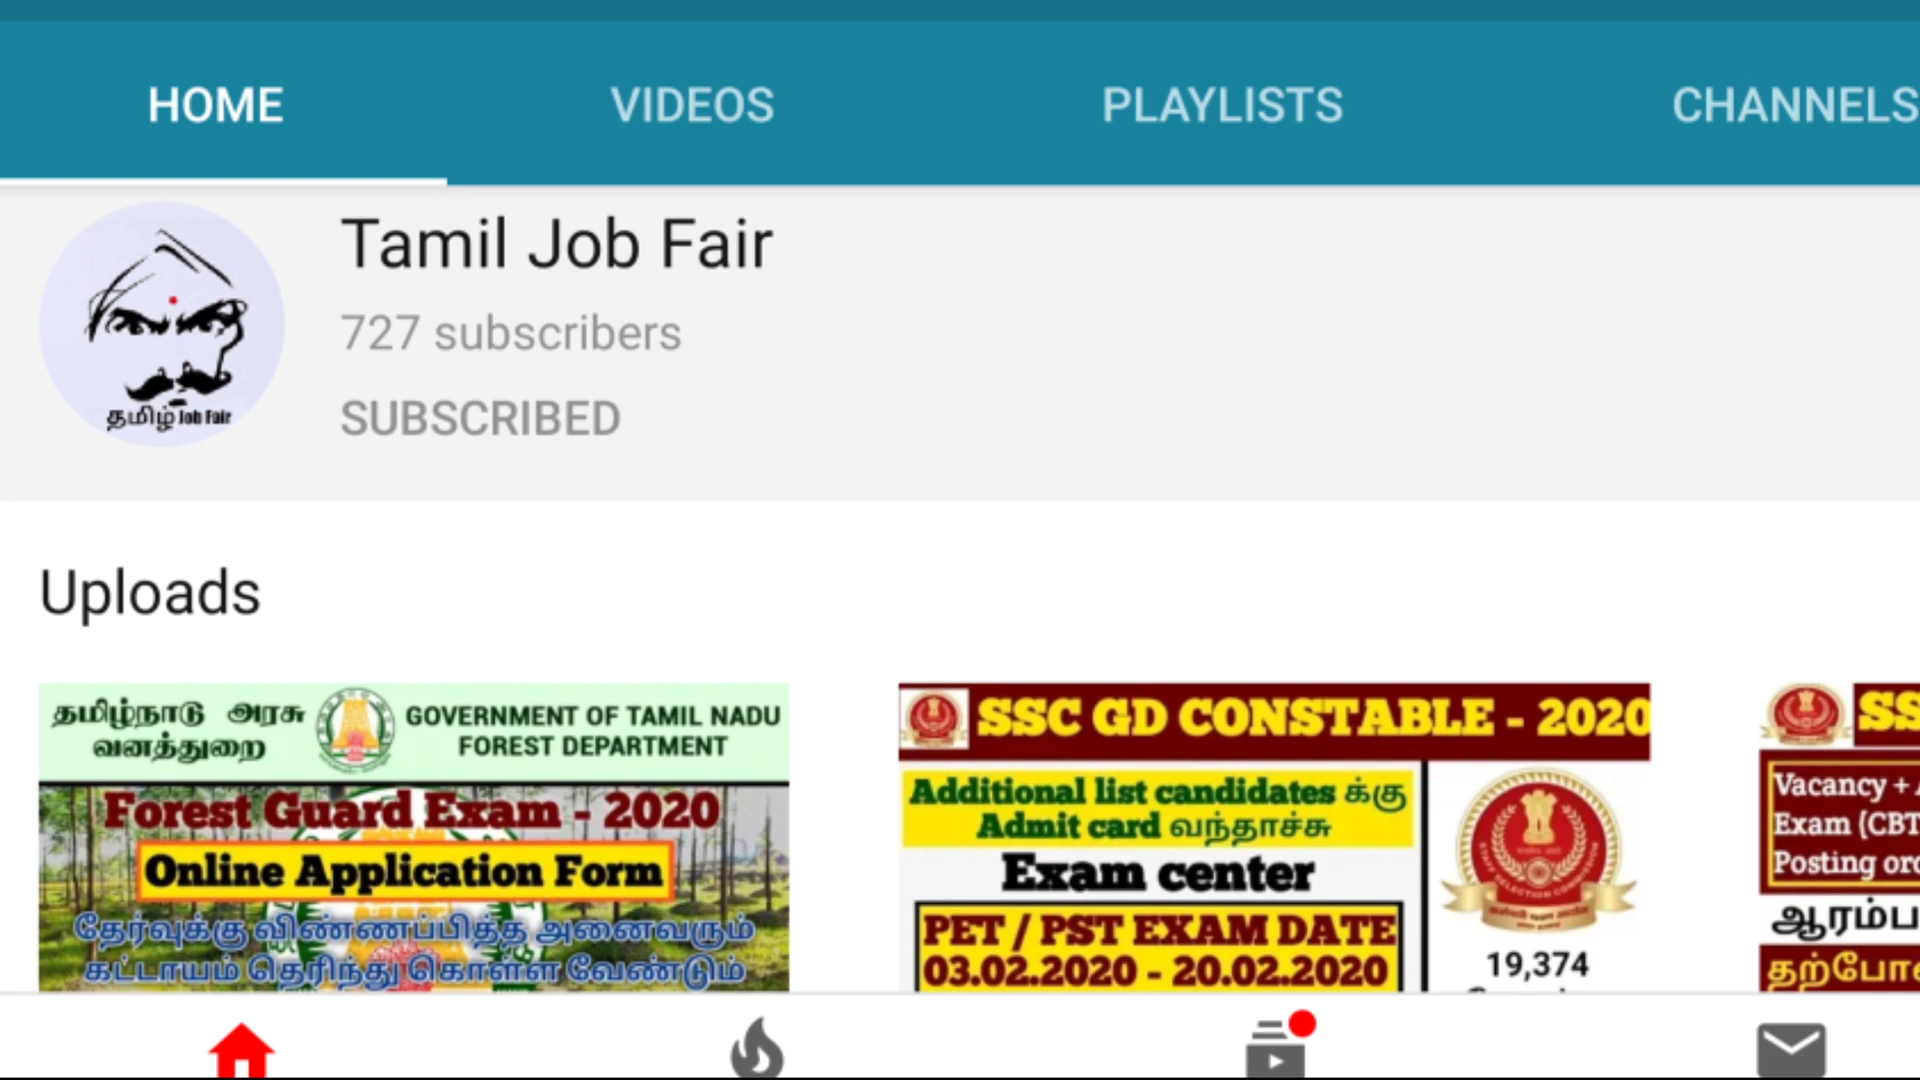 HOME
VIDEOS
PLAYLISTS
CHANNELS
Tamil Job Fair
727 subscribers
SUBSCRIBED
தமிழ் Job Fair
Uploads
தமிழ்நாடு அரசு
வனத்துறை
GOVERNMENT OF TAMIL NADU
FOREST DEPARTMENT
Forest Guard Exam - 2020
Online Application Form
தேர்வுக்கு விண்ணப்பித்த அனைவரும்
கட்டாயம் தெரிந்து கொள்ள வேண்டும்
SSC GD CONSTABLE - 2020
Additional list candidates க்கு
Admit card வந்தாச்சு
Exam center
PET / PST EXAM DATE
03.02.2020 - 20.02.2020
19,374
SS
Vacancy +
Exam (CBT
Posting